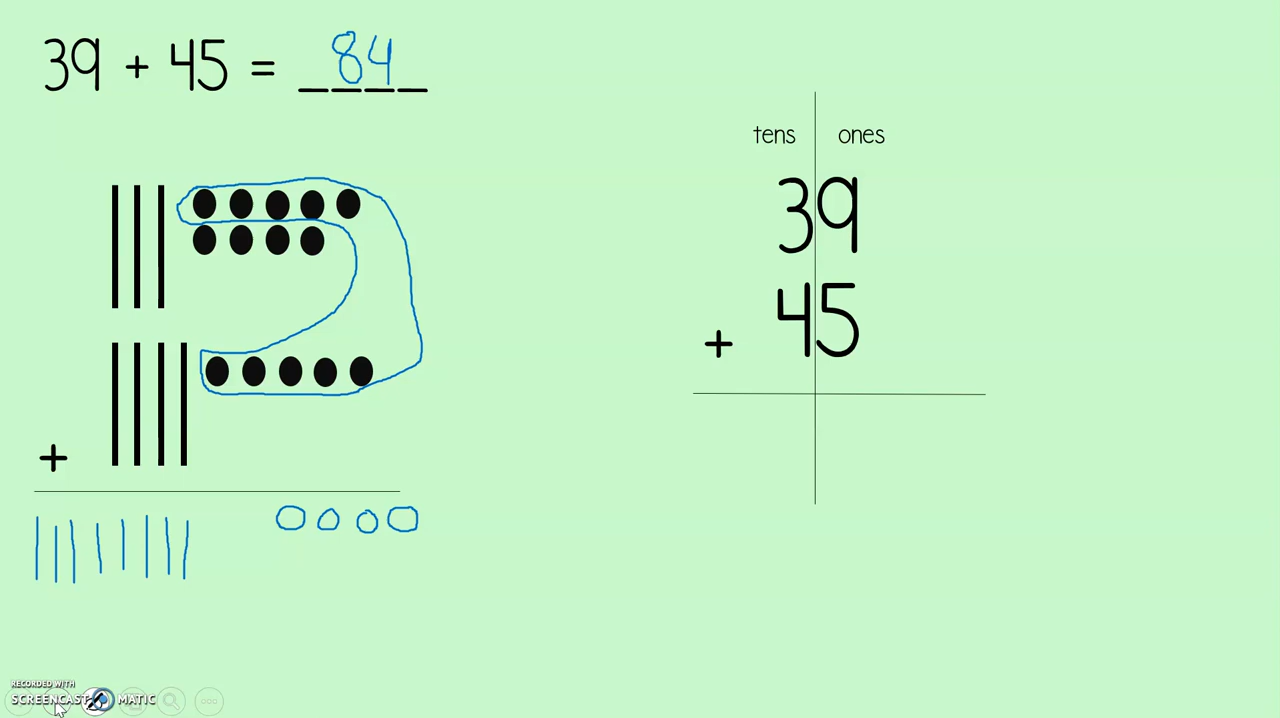 39 + 45 = 84
tens ones
39
+ 45
+
RECORDED WITH
SCREENCAST MATIC